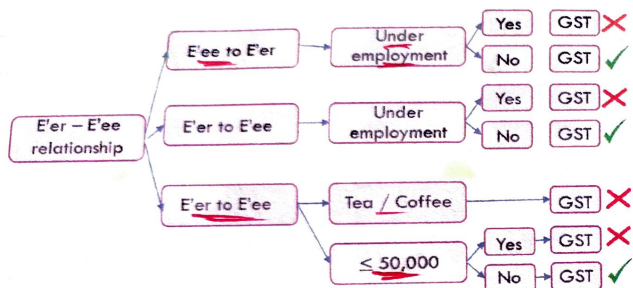 E'ee to E'er
Under employment
Yes
GST
No
GST
E'er – E'ee relationship
E'er to E'ee
Under employment
Yes
GST
No
GST
E'er to E'ee
Tea / Coffee
GST
≤ 50,000
Yes
GST
No
GST